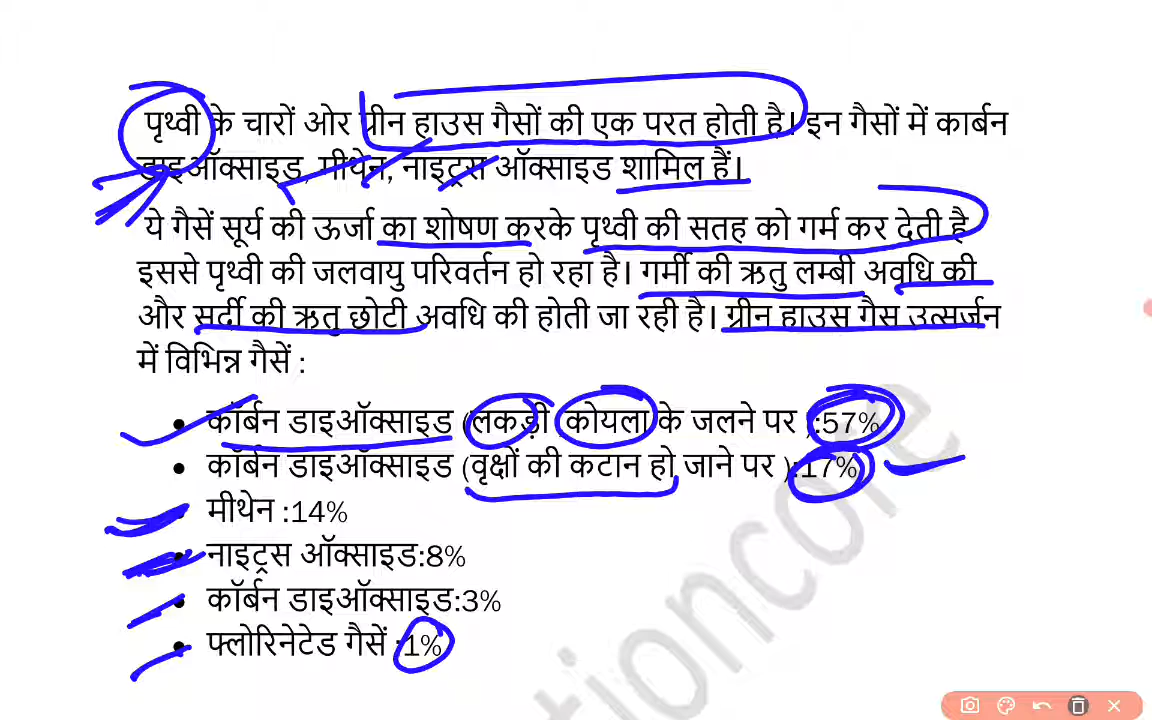 पृथ्वी के चारों ओर ग्रीन हाउस गैसों की एक परत होती है। इन गैसों में कार्बन
डाइऑक्साइड, मीथेन, नाइट्रस ऑक्साइड शामिल हैं।
ये गैसें सूर्य की ऊर्जा का शोषण करके पृथ्वी की सतह को गर्म कर देती है
इससे पृथ्वी की जलवायु परिवर्तन हो रहा है। गर्मी की ऋतु लम्बी अवधि की
और सर्दी की ऋतु छोटी अवधि की होती जा रही है। ग्रीन हाउस गैस उत्सर्जन
में विभिन्न गैसें :
• कॉर्बन डाइऑक्साइड (लकड़ी ,कोयला के जलने पर ):57%
• कॉर्बन डाइऑक्साइड (वृक्षों की कटान हो जाने पर ):17%
• मीथेन :14%
• नाइट्रस ऑक्साइड:8%
• कॉर्बन डाइऑक्साइड:3%
• फ्लोरिनेटेड गैसें :1%
tioncore